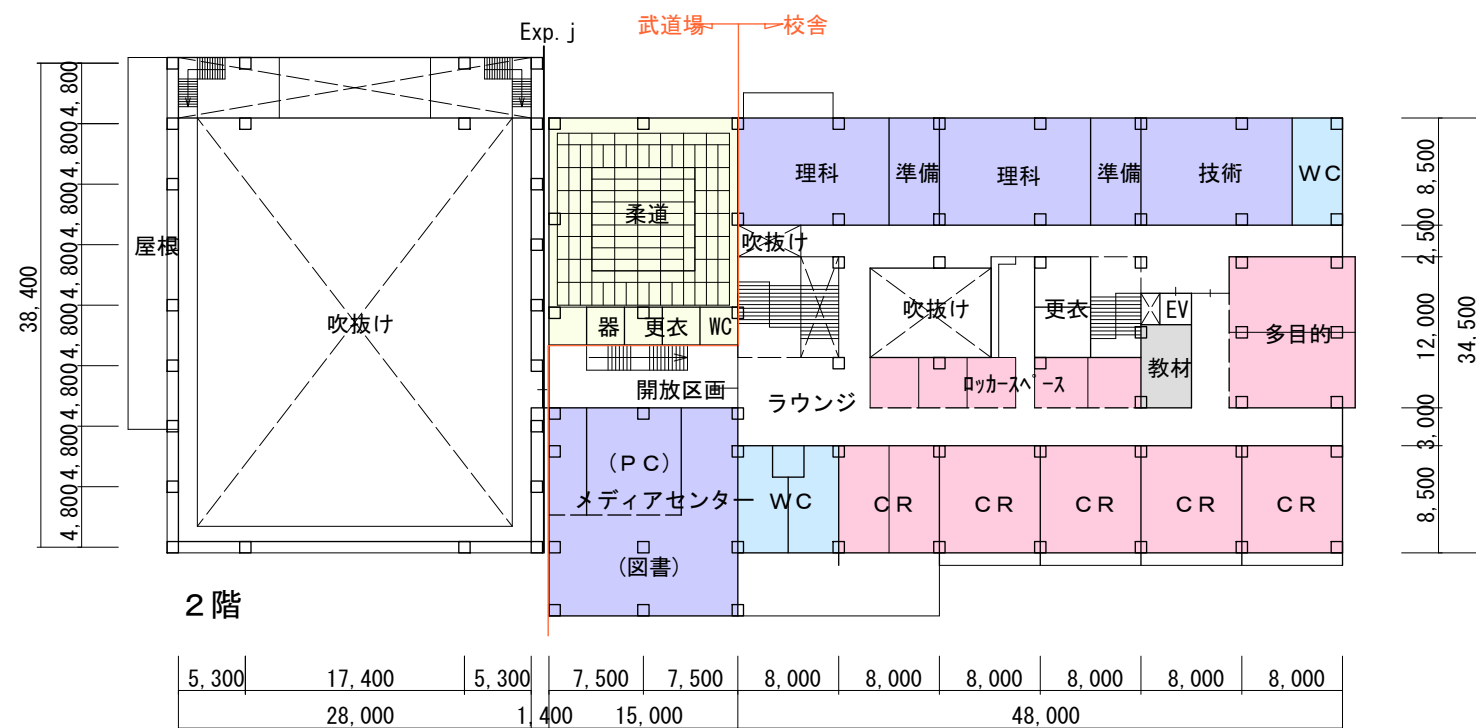 武道場 校舎
Exp.j
理科 準備 理科 準備 技術 ＷＣ
柔道
屋根
吹抜け
吹抜け
吹抜け
更衣
EV
多目的
器 更衣 WC
教材
開放区画
ラウンジ
ﾛｯｶｰｽﾍﾟｰｽ
（ＰＣ）
メディアセンター
（図書）
ＷＣ ＣＲ ＣＲ ＣＲ ＣＲ ＣＲ
２階
38,400
4,800 4,800 4,800 4,800 4,800 4,800 4,800 4,800
8,500 2,500 12,000 3,000 8,500
34,500
5,300 17,400 5,300 7,500 7,500 8,000 8,000 8,000 8,000 8,000 8,000
28,000 1,400 15,000 48,000